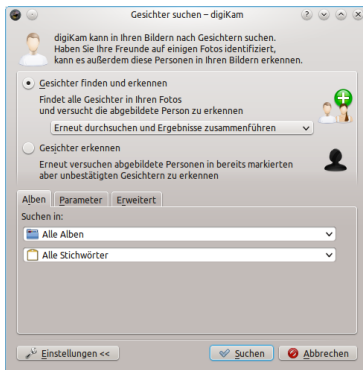 Gesichter suchen – digiKam
digiKam kann in Ihren Bildern nach Gesichtern suchen.
Haben Sie Ihre Freunde auf einigen Fotos identifiziert,
kann es außerdem diese Personen in Ihren Bildern erkennen.
Gesichter finden und erkennen
Findet alle Gesichter in Ihren Fotos
und versucht die abgebildete Person zu erkennen
Erneut durchsuchen und Ergebnisse zusammenführen
Gesichter erkennen
Erneut versuchen abgebildete Personen in bereits markierten
aber unbestätigten Gesichtern zu erkennen
Alben Parameter Erweitert
Suchen in:
Alle Alben
Alle Stichwörter
Einstellungen << Suchen Abbrechen